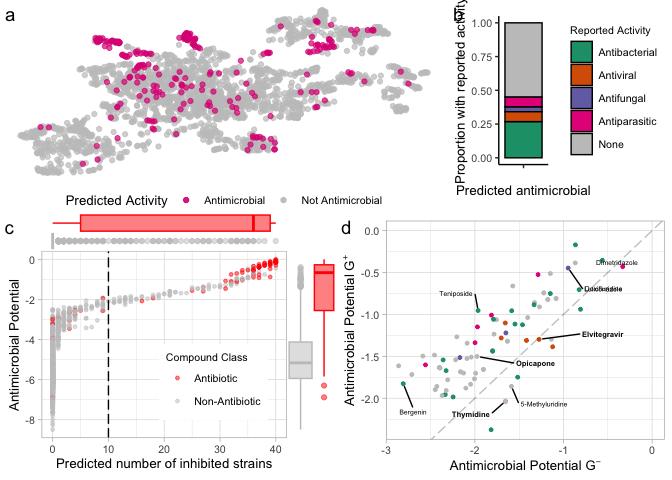 a
Predicted Activity
Antimicrobial
Not Antimicrobial
b
Proportion with reported activity
1.00
0.75
0.50
0.25
0.00
Predicted antimicrobial
Reported Activity
Antibacterial
Antiviral
Antifungal
Antiparasitic
None
c
Antimicrobial Potential
0
-2
-4
-6
-8
Compound Class
Antibiotic
Non-Antibiotic
0
10
20
30
40
Predicted number of inhibited strains
d
Antimicrobial Potential G+
0.0
-0.5
-1.0
-1.5
-2.0
Dimetridazole
Teniposide
Elvitegravir
Opicapone
5-Methyluridine
Thymidine
Bergenin
-3
-2
-1
0
Antimicrobial Potential G−